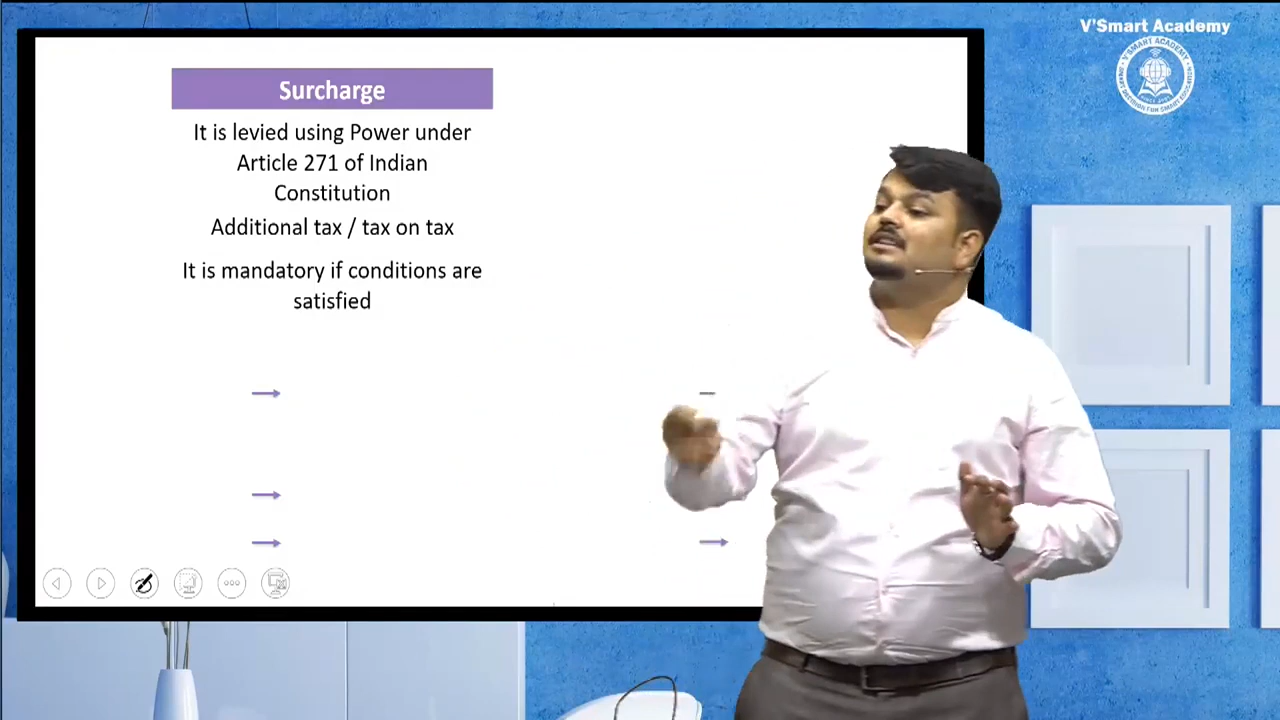 V'Smart Academy
Surcharge
It is levied using Power under
Article 271 of Indian
Constitution
Additional tax / tax on tax
It is mandatory if conditions are
satisfied